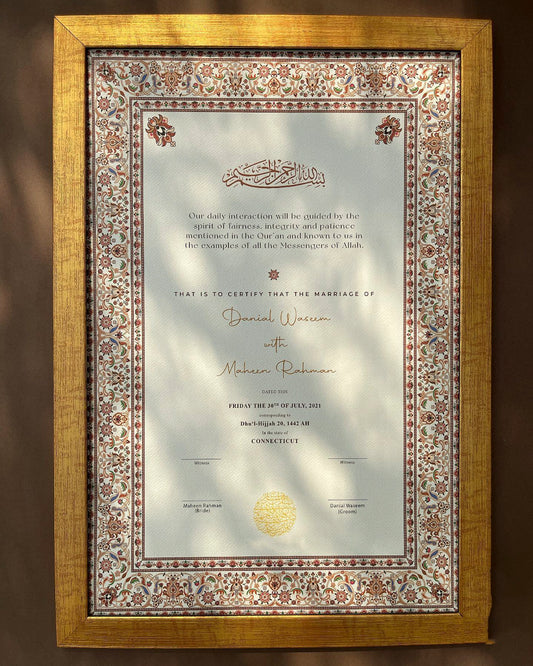 بسم الله الرحمن الرحيم
Our daily interaction will be guided by the
spirit of fairness, integrity and patience
mentioned in the Qur'an and known to us in
the examples of all the Messengers of Allah.
THAT IS TO CERTIFY THAT THE MARRIAGE OF
Danial Waseem
with
Maheen Rahman
DATED THIS
FRIDAY THE 30TH OF JULY, 2021
corresponding to
Dhu'l-Hijjah 20, 1442 AH
In the state of
CONNECTICUT
Witness
Witness
Maheen Rahman
(Bride)
Danial Waseem
(Groom)